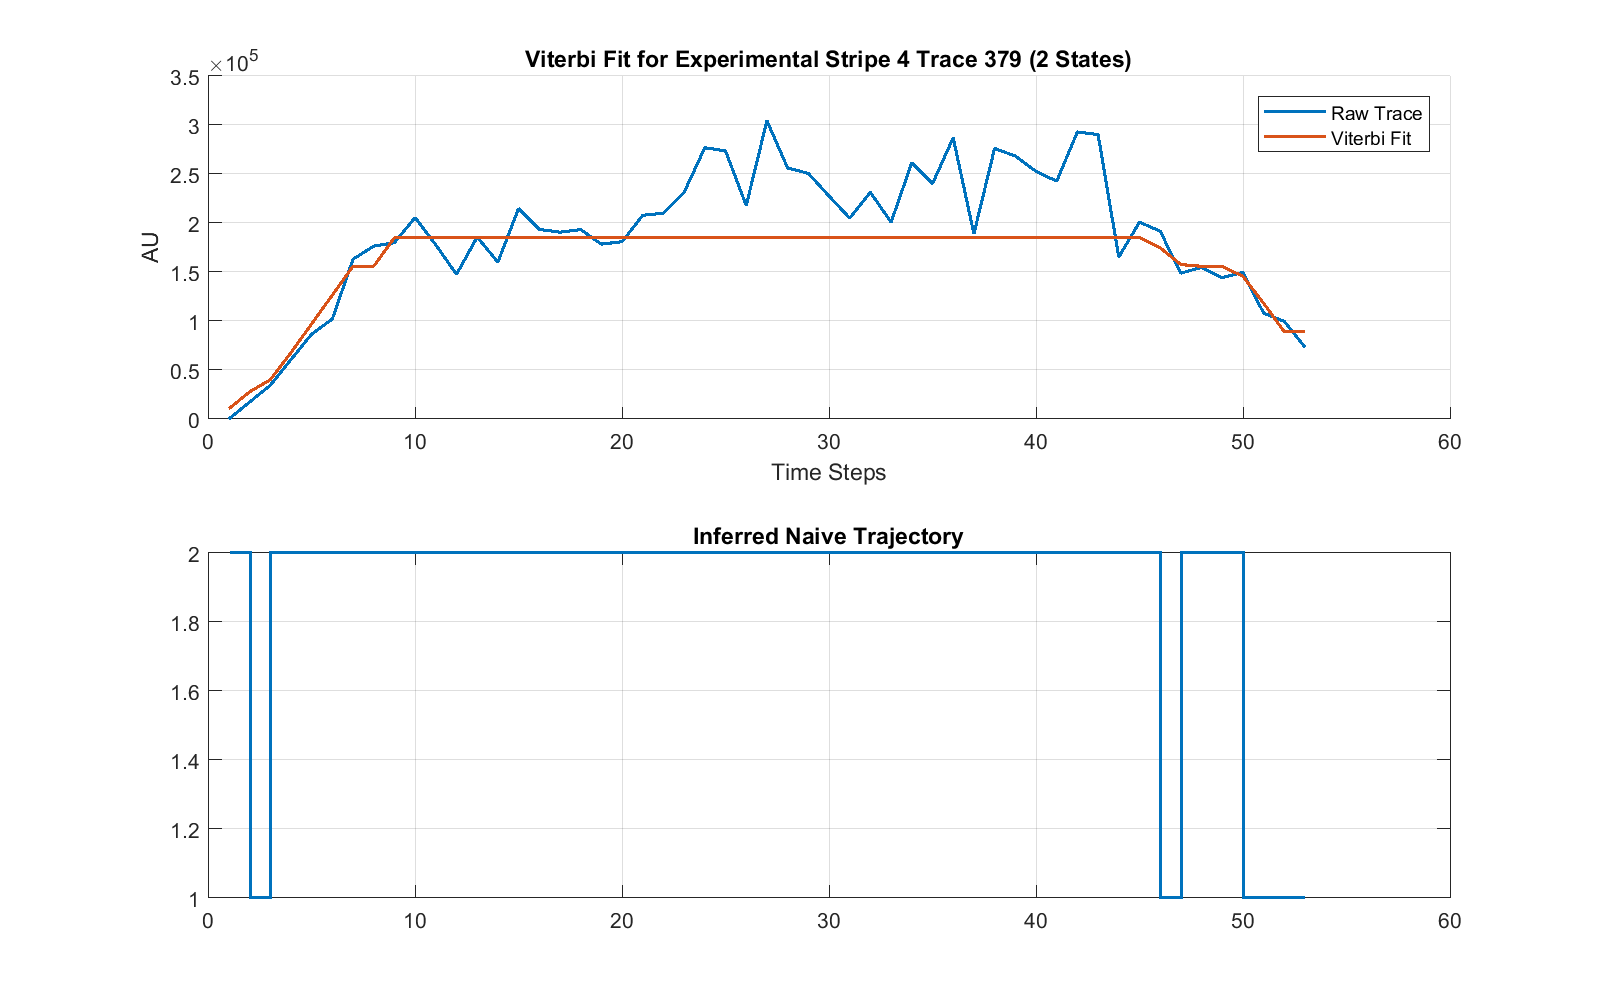 Viterbi Fit for Experimental Stripe 4 Trace 379 (2 States)
×10^5
3.5
3
2.5
2
1.5
1
0.5
0
AU
Raw Trace
Viterbi Fit
0 10 20 30 40 50 60
Time Steps
Inferred Naive Trajectory
2
1.8
1.6
1.4
1.2
1
0 10 20 30 40 50 60